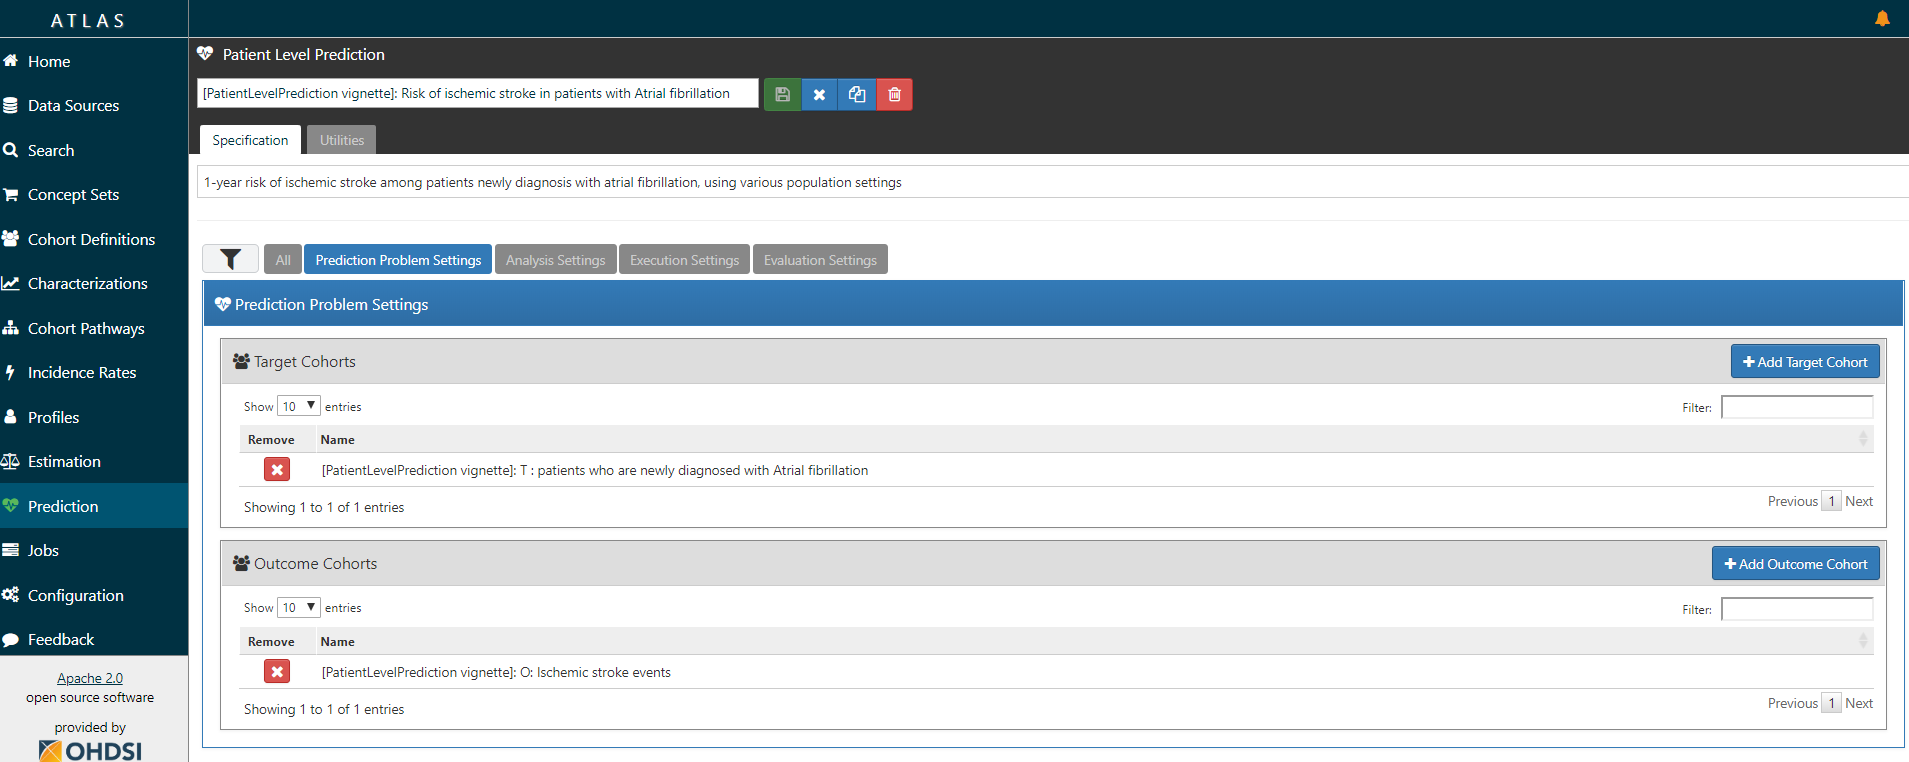 ATLAS
Home
Data Sources
Search
Concept Sets
Cohort Definitions
Characterizations
Cohort Pathways
Incidence Rates
Profiles
Estimation
Prediction
Jobs
Configuration
Feedback
Apache 2.0
open source software
provided by
OHDSI
Patient Level Prediction
[PatientLevelPrediction vignette]: Risk of ischemic stroke in patients with Atrial fibrillation
Specification Utilities
1-year risk of ischemic stroke among patients newly diagnosis with atrial fibrillation, using various population settings
All Prediction Problem Settings Analysis Settings Execution Settings Evaluation Settings
Prediction Problem Settings
Target Cohorts Add Target Cohort
Show 10 entries Filter:
Remove Name
[PatientLevelPrediction vignette]: T : patients who are newly diagnosed with Atrial fibrillation
Showing 1 to 1 of 1 entries Previous 1 Next
Outcome Cohorts Add Outcome Cohort
Show 10 entries Filter:
Remove Name
[PatientLevelPrediction vignette]: O: Ischemic stroke events
Showing 1 to 1 of 1 entries Previous 1 Next